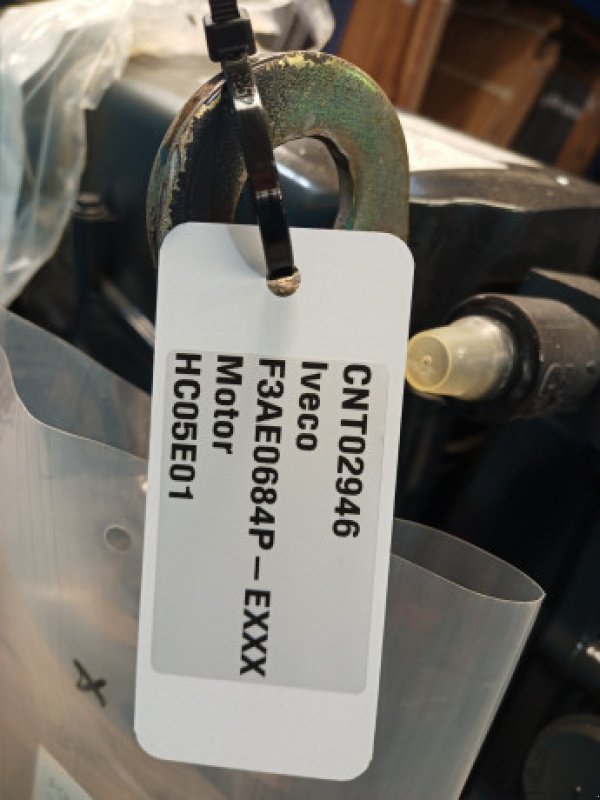 CNT02946
Iveco
F3AE0684P–EXXX
Motor
HC05E01